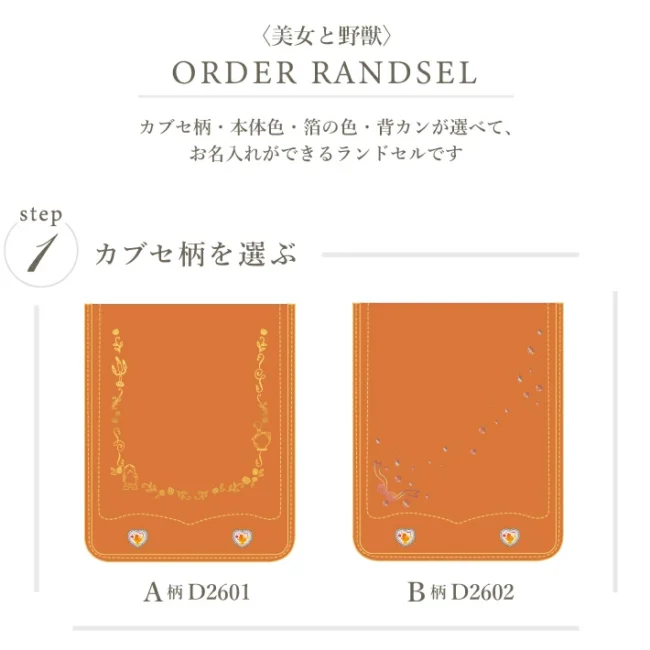 〈美女と野獣〉
ORDER RANDSEL
カブセ柄・本体色・箔の色・背カンが選べて、
お名入れができるランドセルです
step
1
カブセ柄を選ぶ
A柄 D2601
B柄 D2602